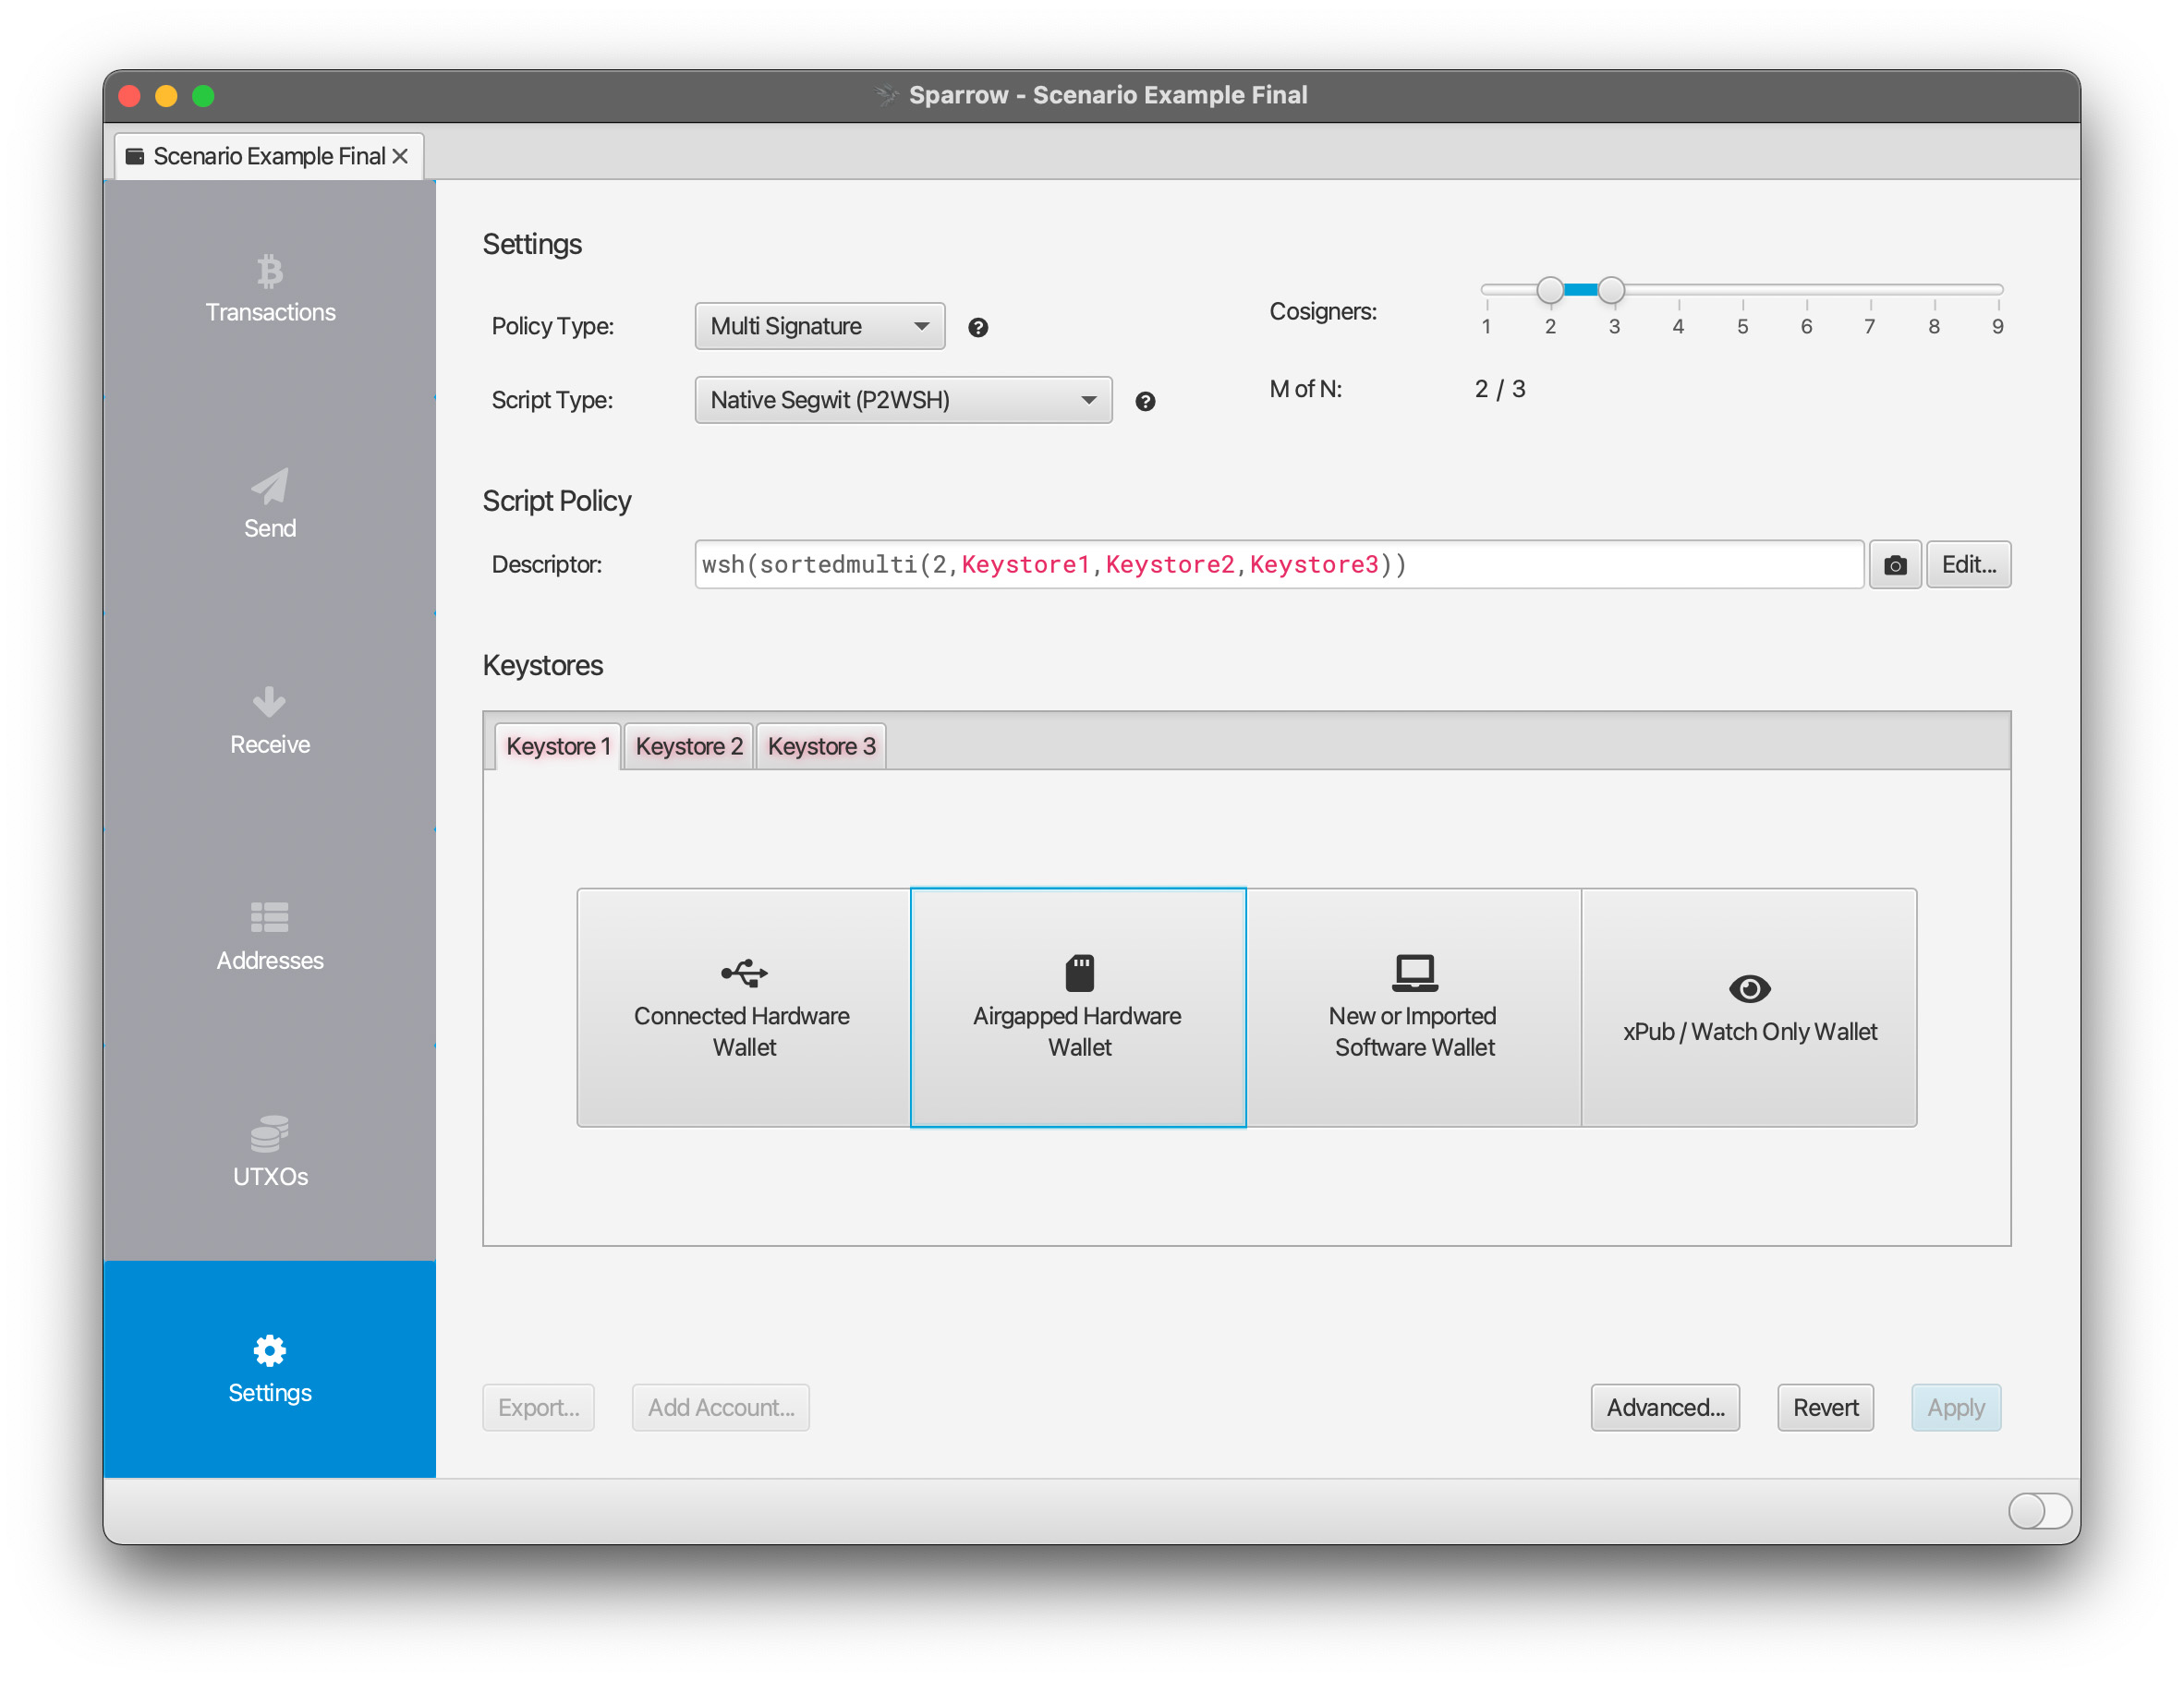 Sparrow - Scenario Example Final
Scenario Example Final
Transactions
Send
Receive
Addresses
UTXOs
Settings
Settings
Policy Type:
Multi Signature
Script Type:
Native Segwit (P2WSH)
Cosigners:
1 2 3 4 5 6 7 8 9
M of N:
2 / 3
Script Policy
Descriptor:
wsh(sortedmulti(2,Keystore1,Keystore2,Keystore3))
Edit...
Keystores
Keystore 1
Keystore 2
Keystore 3
Connected Hardware
Wallet
Airgapped Hardware
Wallet
New or Imported
Software Wallet
xPub / Watch Only Wallet
Export...
Add Account...
Advanced...
Revert
Apply